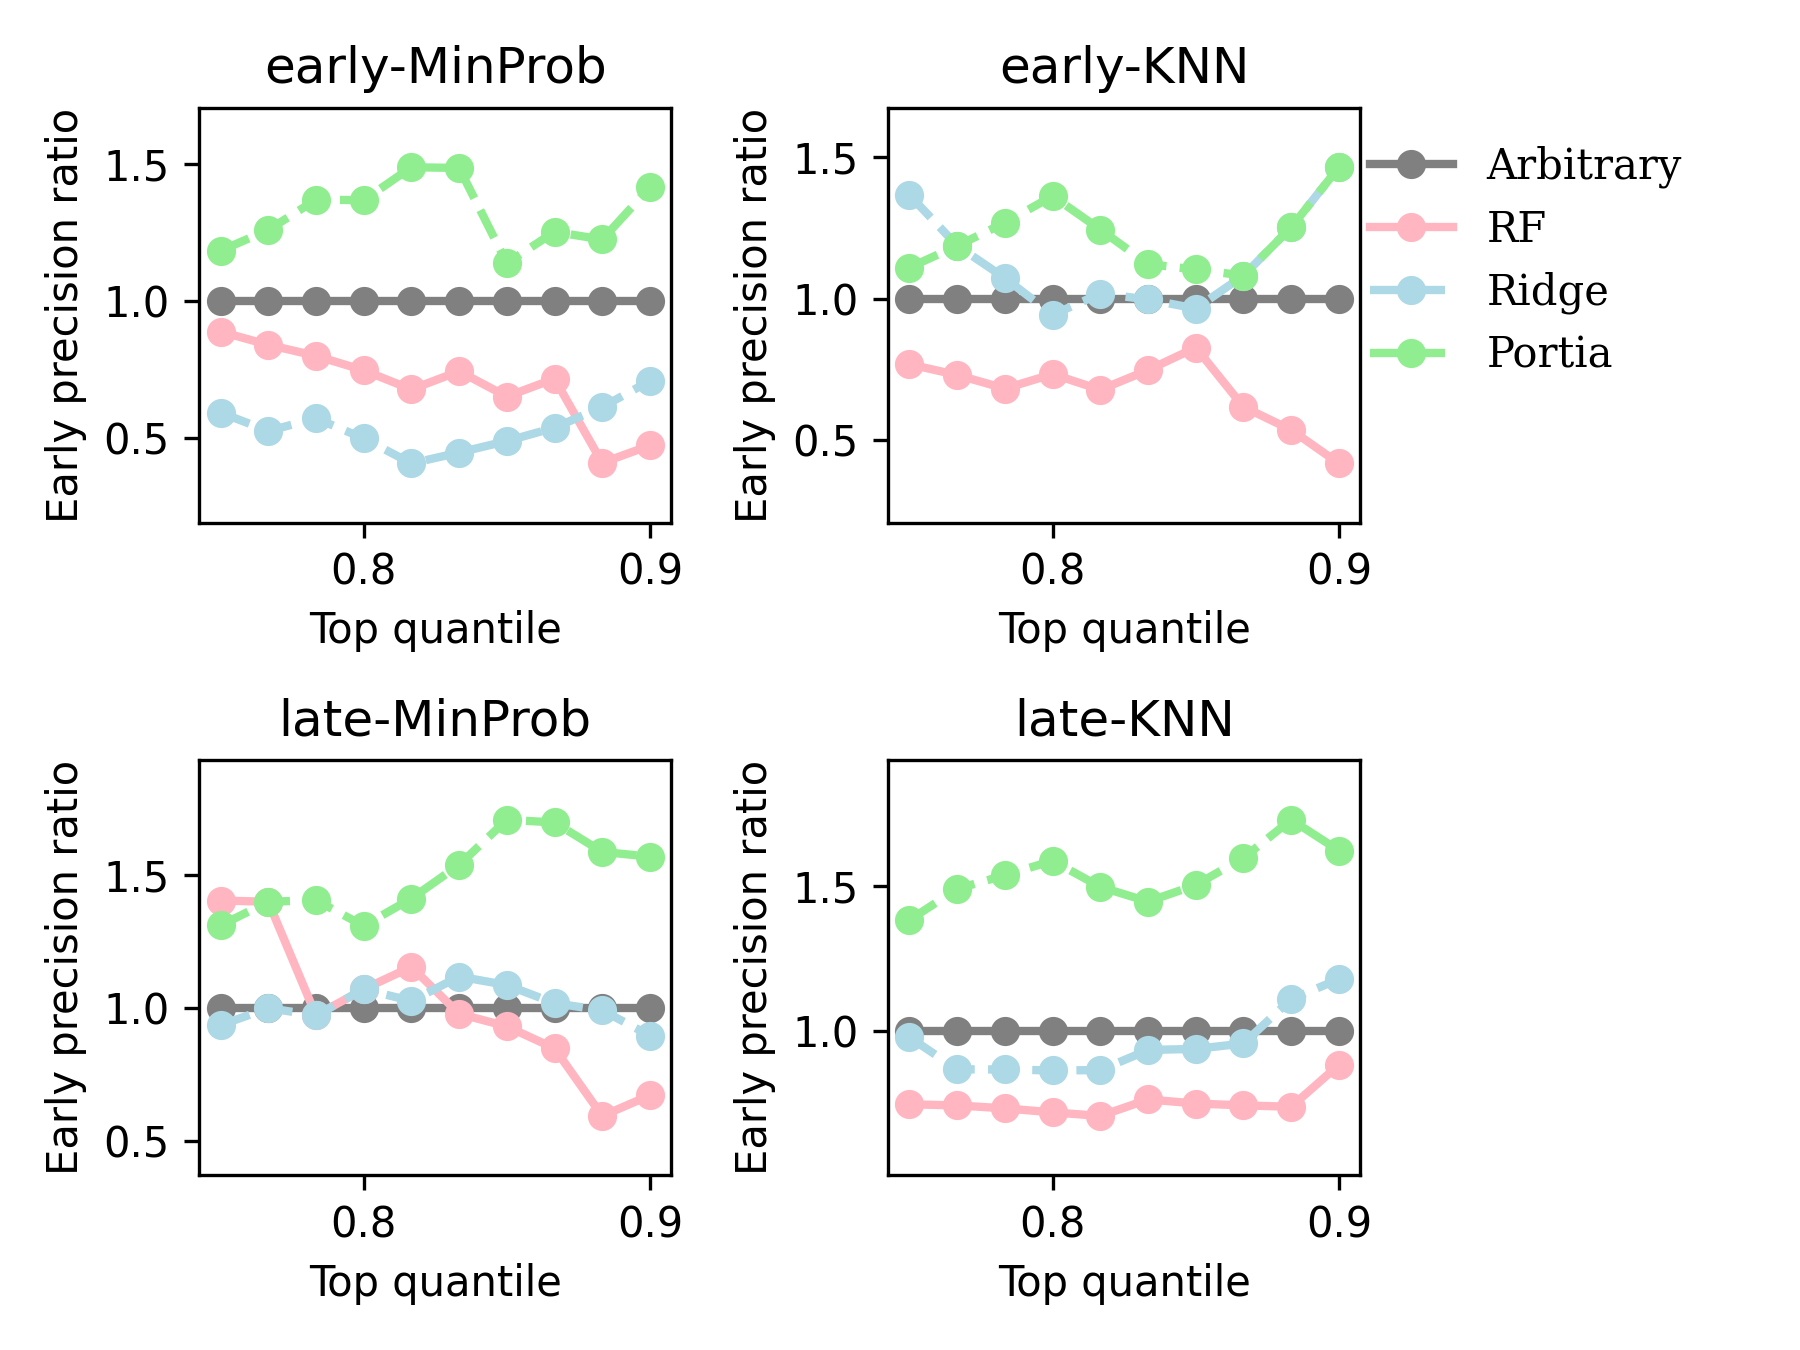 early-MinProb
Early precision ratio
1.5
1.0
0.5
0.8
0.9
Top quantile
early-KNN
Early precision ratio
1.5
1.0
0.5
0.8
0.9
Top quantile
Arbitrary
RF
Ridge
Portia
late-MinProb
Early precision ratio
1.5
1.0
0.5
0.8
0.9
Top quantile
late-KNN
Early precision ratio
1.5
1.0
0.8
0.9
Top quantile